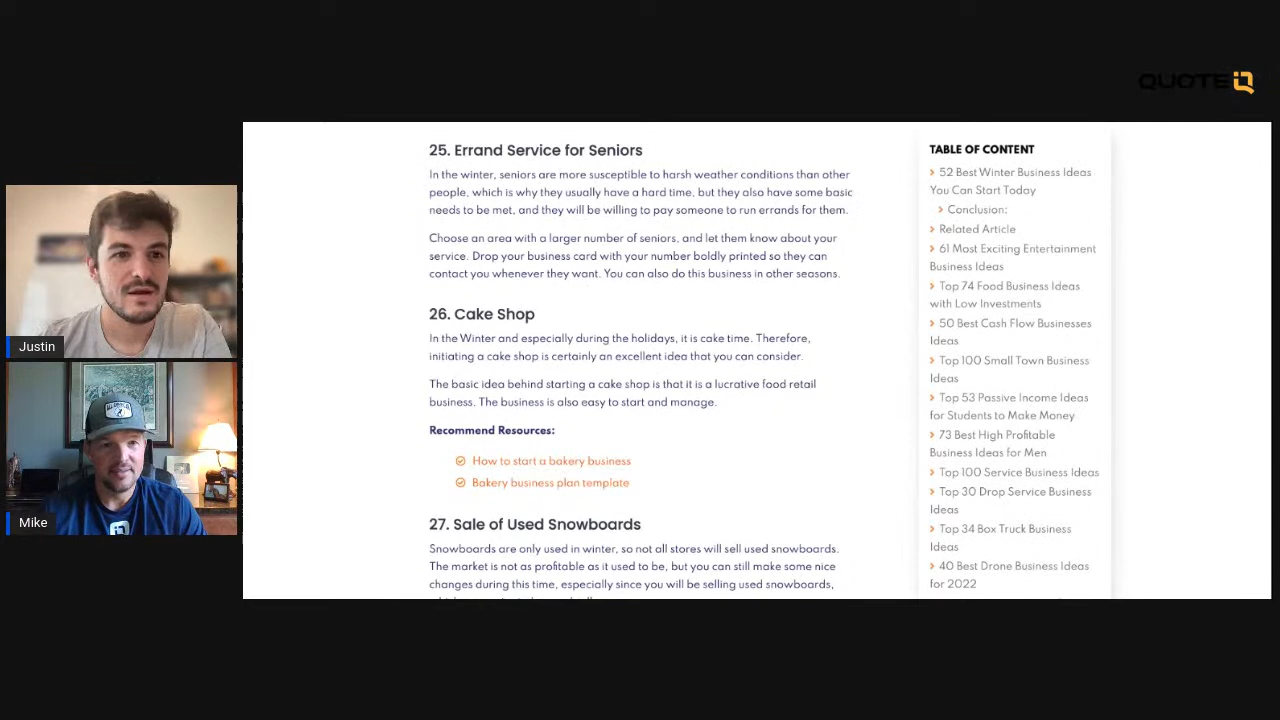 QUOTE IQ
25. Errand Service for Seniors
In the winter, seniors are more susceptible to harsh weather conditions than other
people, which is why they usually have a hard time, but they also have some basic
needs to be met, and they will be willing to pay someone to run errands for them.
Choose an area with a larger number of seniors, and let them know about your
service. Drop your business card with your number boldly printed so they can
contact you whenever they want. You can also do this business in other seasons.
26. Cake Shop
In the Winter and especially during the holidays, it is cake time. Therefore,
initiating a cake shop is certainly an excellent idea that you can consider.
The basic idea behind starting a cake shop is that it is a lucrative food retail
business. The business is also easy to start and manage.
Recommend Resources:
How to start a bakery business
Bakery business plan template
27. Sale of Used Snowboards
Snowboards are only used in winter, so not all stores will sell used snowboards.
The market is not as profitable as it used to be, but you can still make some nice
changes during this time, especially since you will be selling used snowboards,
TABLE OF CONTENT
52 Best Winter Business Ideas
You Can Start Today
Conclusion:
Related Article
61 Most Exciting Entertainment
Business Ideas
Top 74 Food Business Ideas
with Low Investments
50 Best Cash Flow Businesses
Ideas
Top 100 Small Town Business
Ideas
Top 53 Passive Income Ideas
for Students to Make Money
73 Best High Profitable
Business Ideas for Men
Top 100 Service Business Ideas
Top 30 Drop Service Business
Ideas
Top 34 Box Truck Business
Ideas
40 Best Drone Business Ideas
for 2022
Justin
Mike